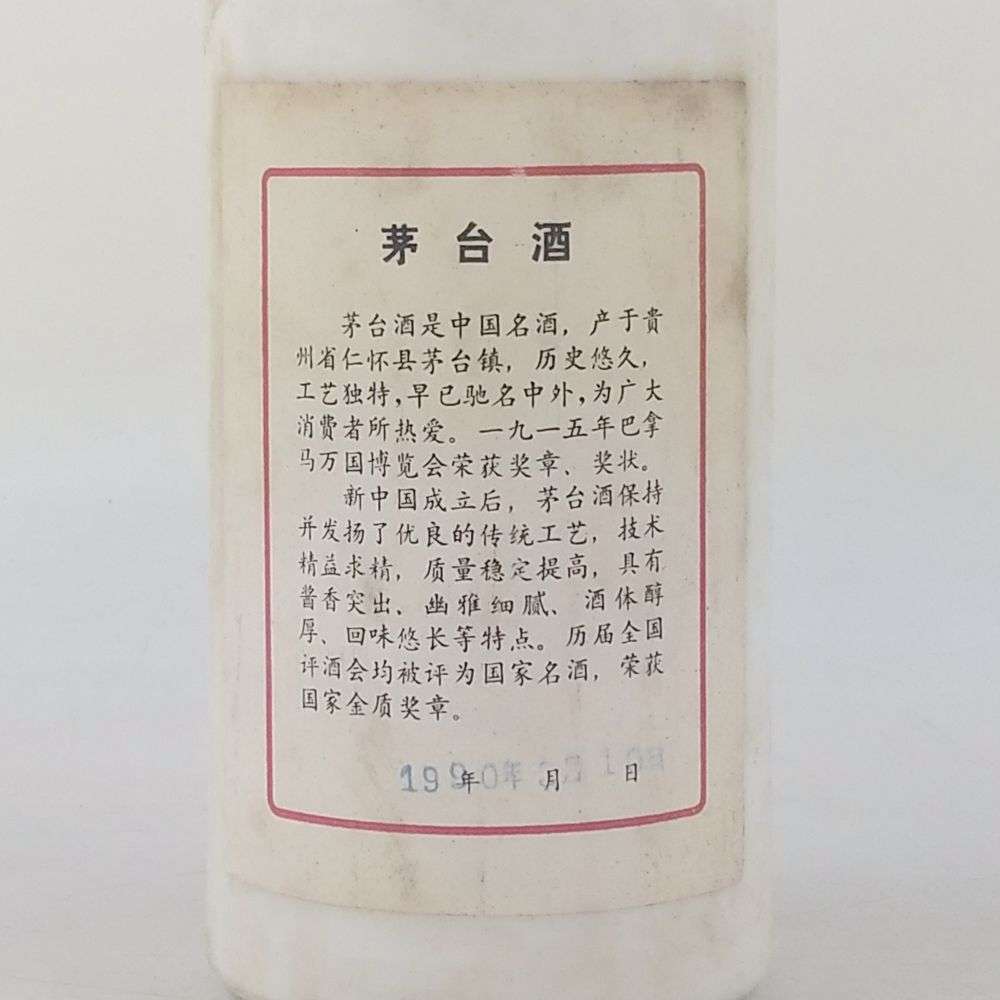 茅台酒
茅台酒是中国名酒，产于贵
州省仁怀县茅台镇，历史悠久，
工艺独特，早已驰名中外，为广大
消费者所热爱。一九一五年巴拿
马万国博览会荣获奖章、奖状。
新中国成立后，茅台酒保持
并发扬了优良的传统工艺，技术
精益求精，质量稳定提高，具有
酱香突出、幽雅细腻、酒体醇
厚、回味悠长等特点。历届全国
评酒会均被评为国家名酒，荣获
国家金质奖章。
年 月 日
1990年